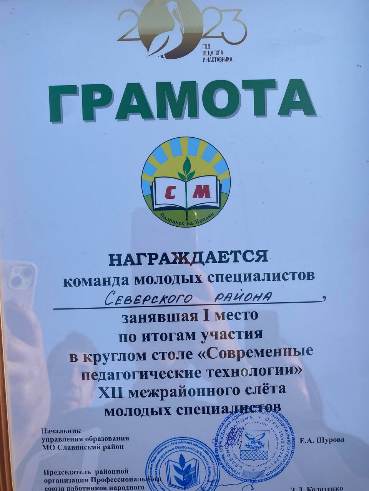 2023
ГОД
ПЕДАГОГА
И НАСТАВНИКА
ГРАМОТА
С М
НАГРАЖДАЕТСЯ
команда молодых специалистов
Северского района,
занявшая I место
по итогам участия
в круглом столе «Современные
педагогические технологии»
XII межрайонного слёта
молодых специалистов
Начальник
управления образования
МО Славянский район
Е.А. Шурова
Председатель районной
организации Профессионального
союза работников народного